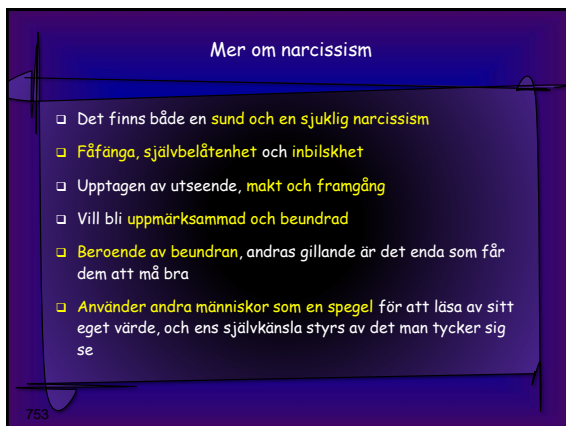 Mer om narcissism
Det finns både en sund och en sjuklig narcissism
Fåfänga, självbelåtenhet och inbilskhet
Upptagen av utseende, makt och framgång
Vill bli uppmärksammad och beundrad
Beroende av beundran, andras gillande är det enda som får
dem att må bra
Använder andra människor som en spegel för att läsa av sitt
eget värde, och ens självkänsla styrs av det man tycker sig
se
753